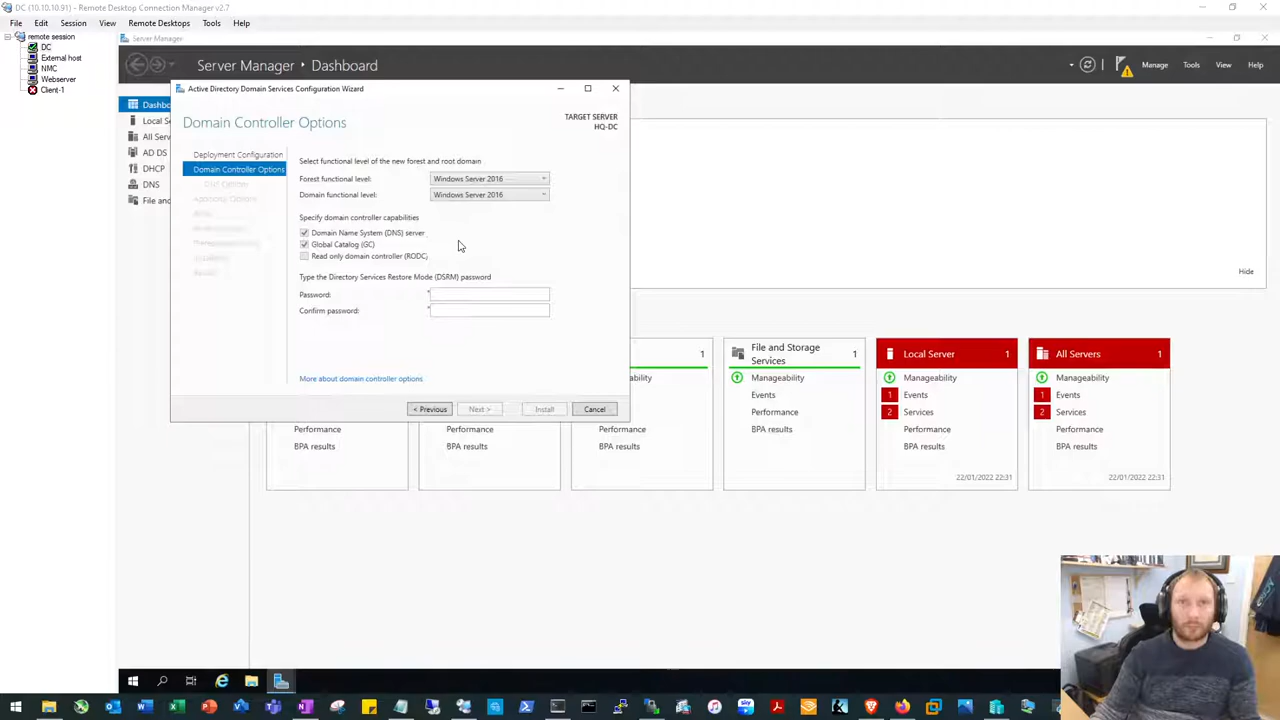 DC (10.10.10.91) - Remote Desktop Connection Manager v2.7
File Edit Session View Remote Desktops Tools Help
remote session
DC
External host
NMC
Webserver
Client-1
Server Manager
Server Manager • Dashboard
Manage Tools View Help
Dashbo
Local Se
All Serv
AD DS
DHCP
DNS
File an
Active Directory Domain Services Configuration Wizard
Domain Controller Options
TARGET SERVER
HQ-DC
Deployment Configuration
Domain Controller Options
DNS Options
Additional Options
Select functional level of the new forest and root domain
Forest functional level: Windows Server 2016
Domain functional level: Windows Server 2016
Specify domain controller capabilities
Domain Name System (DNS) server
Global Catalog (GC)
Read only domain controller (RODC)
Type the Directory Services Restore Mode (DSRM) password
Password: *
Confirm password: *
More about domain controller options
< Previous Next > Install Cancel
Hide
1
ability
Performance
BPA results
Performance
BPA results
Performance
BPA results
File and Storage Services 1
Manageability
Events
Performance
BPA results
Local Server 1
Manageability
1 Events
2 Services
Performance
BPA results
22/01/2022 22:31
All Servers 1
Manageability
1 Events
2 Services
Performance
BPA results
22/01/2022 22:31